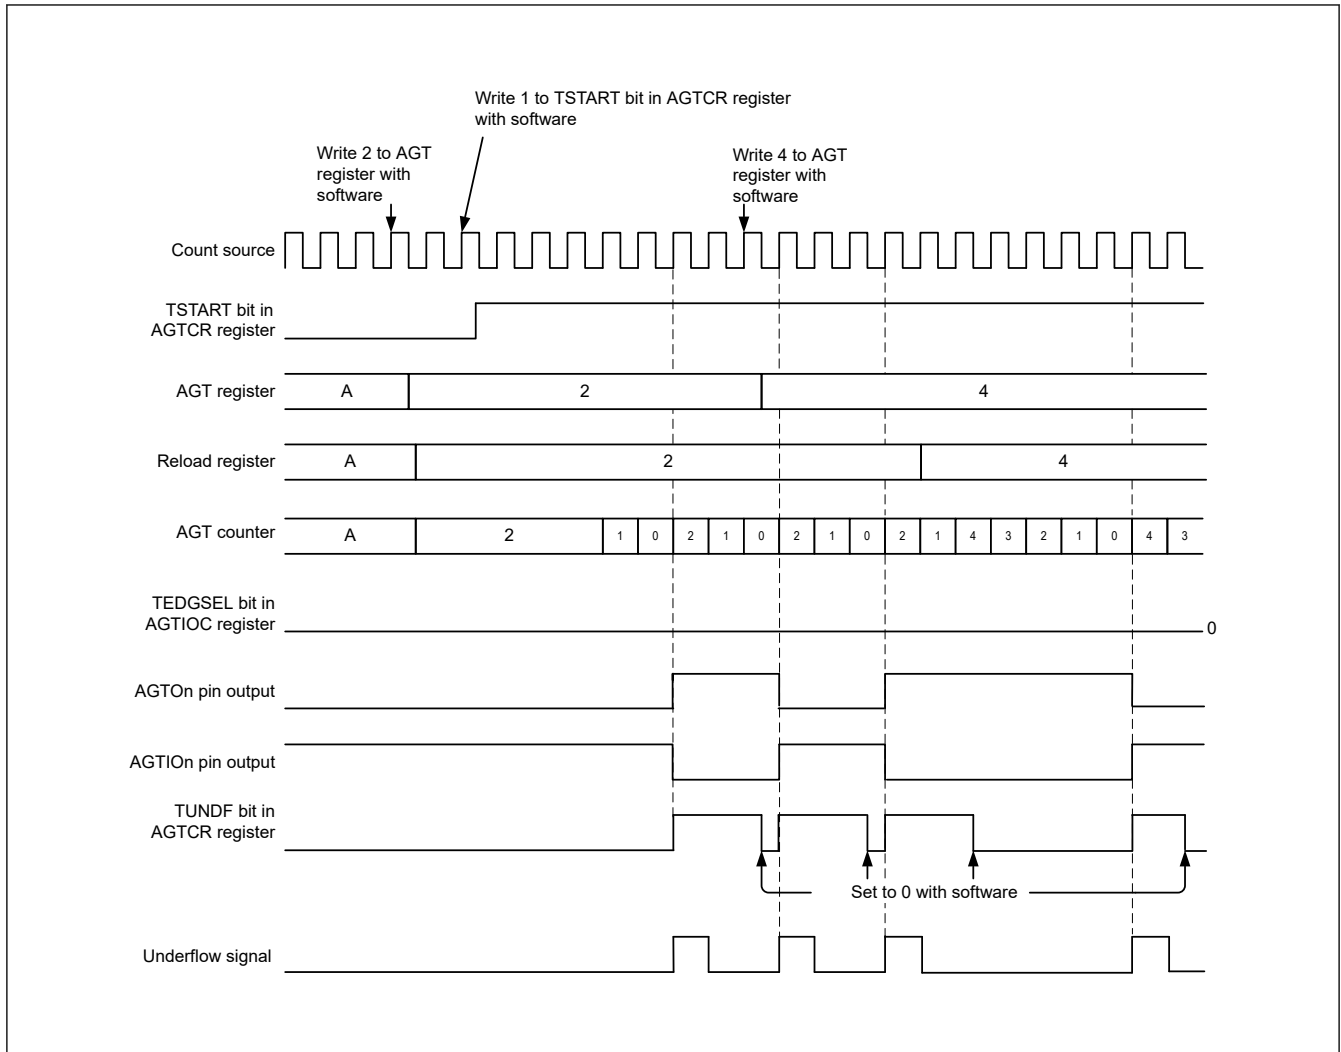 Write 1 to TSTART bit in AGTCR register
with software
Write 2 to AGT
register with
software
Write 4 to AGT
register with
software
Count source
TSTART bit in
AGTCR register
AGT register
A
2
4
Reload register
A
2
4
AGT counter
A
2
1
0
2
1
0
2
1
0
2
1
4
3
2
1
0
4
3
TEDGSEL bit in
AGTIOC register
0
AGTOn pin output
AGTIOn pin output
TUNDF bit in
AGTCR register
Set to 0 with software
Underflow signal